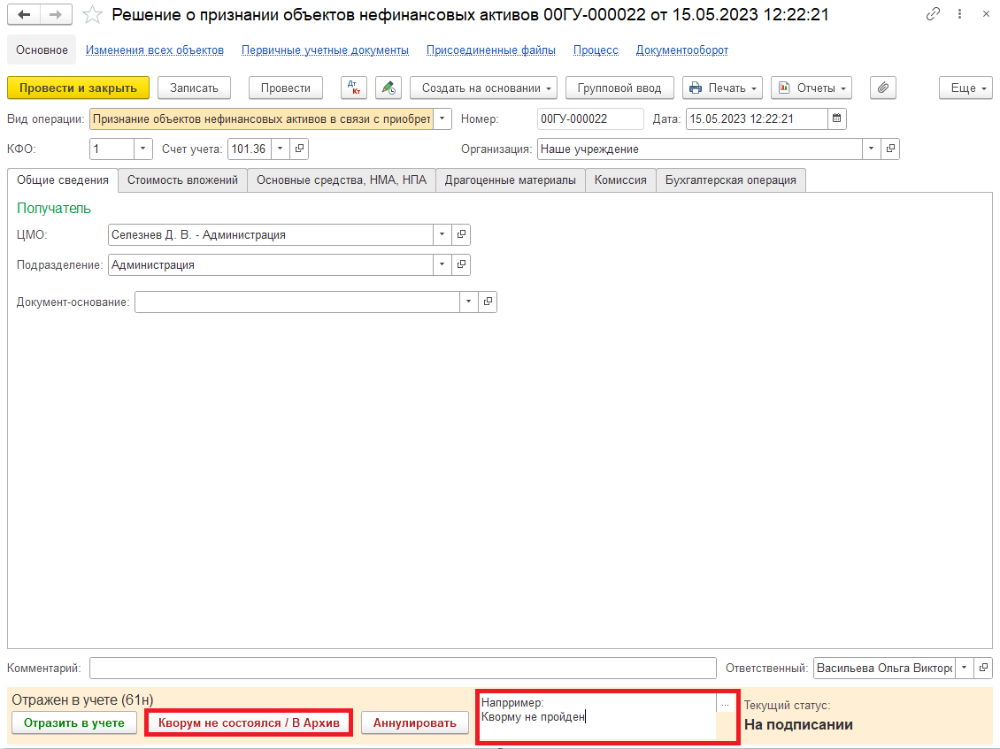 Решение о признании объектов нефинансовых активов 00ГУ-000022 от 15.05.2023 12:22:21
Основное Изменения всех объектов Первичные учетные документы Присоединенные файлы Процесс Документооборот
Провести и закрыть Записать Провести Дт Кт Создать на основании Групповой ввод Печать Отчеты Еще
Вид операции: Признание объектов нефинансовых активов в связи с приобрет Номер: 00ГУ-000022 Дата: 15.05.2023 12:22:21
КФО: 1 Счет учета: 101.36 Организация: Наше учреждение
Общие сведения Стоимость вложений Основные средства, НМА, НПА Драгоценные материалы Комиссия Бухгалтерская операция
Получатель
ЦМО: Селезнев Д. В. - Администрация
Подразделение: Администрация
Документ-основание:
Комментарий: Ответственный: Васильева Ольга Викторо
Отражен в учете (61н)
Отразить в учете Кворум не состоялся / В Архив Аннулировать
Напрример:
Кворму не пройден
...
Текущий статус:
На подписании